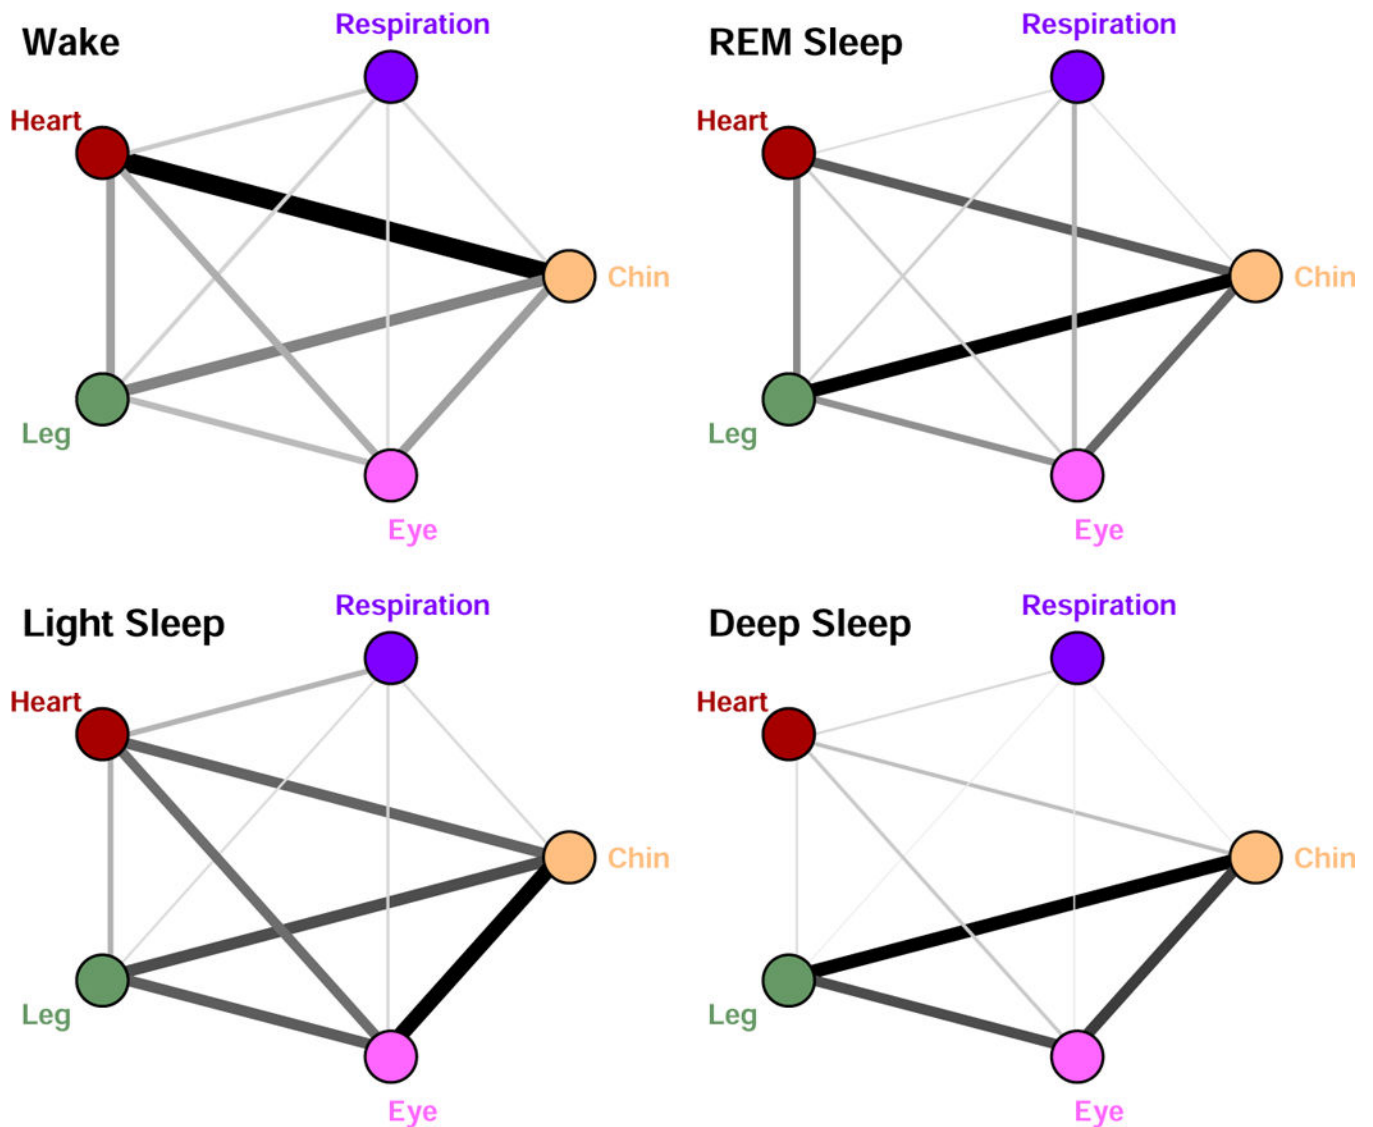 Wake
Respiration
Heart
Chin
Leg
Eye
REM Sleep
Respiration
Heart
Chin
Leg
Eye
Light Sleep
Respiration
Heart
Chin
Leg
Eye
Deep Sleep
Respiration
Heart
Chin
Leg
Eye